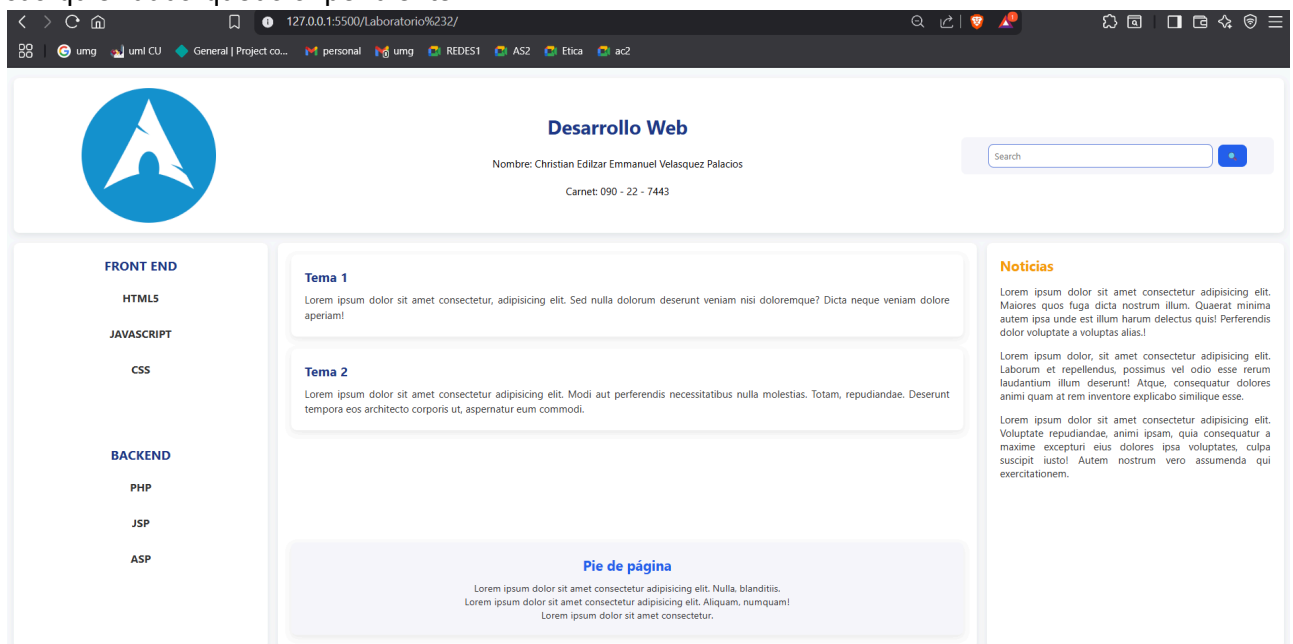 127.0.0.1:5500/Laboratorio%232/
umg
uml CU
General | Project co...
personal
umg
REDES1
AS2
Etica
ac2
Desarrollo Web
Nombre: Christian Edilzar Emmanuel Velasquez Palacios
Carnet: 090 - 22 - 7443
Search
FRONT END
HTML5
JAVASCRIPT
CSS
BACKEND
PHP
JSP
ASP
Tema 1
Lorem ipsum dolor sit amet consectetur, adipisicing elit. Sed nulla dolorum deserunt veniam nisi doloremque? Dicta neque veniam dolore
aperiam!
Tema 2
Lorem ipsum dolor sit amet consectetur adipisicing elit. Modi aut perferendis necessitatibus nulla molestias. Totam, repudiandae. Deserunt
tempora eos architecto corporis ut, aspernatur eum commodi.
Pie de página
Lorem ipsum dolor sit amet consectetur adipisicing elit. Nulla, blanditiis.
Lorem ipsum dolor sit amet consectetur adipisicing elit. Aliquam, numquam!
Lorem ipsum dolor sit amet consectetur.
Noticias
Lorem ipsum dolor sit amet consectetur adipisicing elit.
Maiores quos fuga dicta nostrum illum. Quaerat minima
autem ipsa unde est illum harum delectus quis! Perferendis
dolor voluptate a voluptas alias.!
Lorem ipsum dolor, sit amet consectetur adipisicing elit.
Laborum et repellendus, possimus vel odio esse rerum
laudantium illum deserunt! Atque, consequatur dolores
animi quam at rem inventore explicabo similique esse.
Lorem ipsum dolor sit amet consectetur adipisicing elit.
Voluptate repudiandae, animi ipsam, quia consequatur a
maxime excepturi eius dolores ipsa voluptates, culpa
suscipit iusto! Autem nostrum vero assumenda qui
exercitationem.